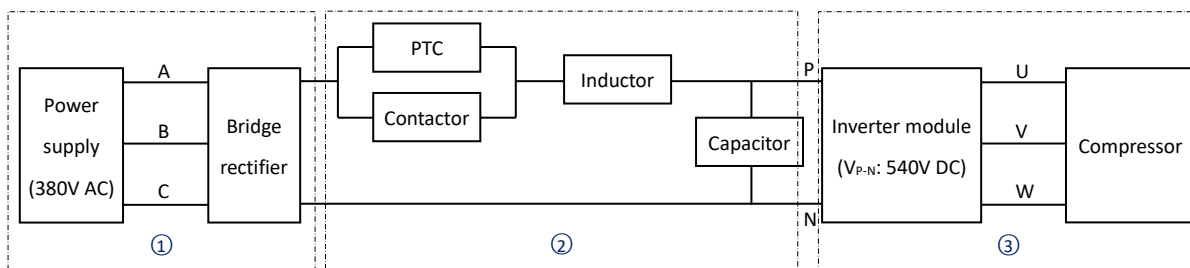 Power
supply
(380V AC)
A
B
C
Bridge
rectifier
PTC
Contactor
Inductor
Capacitor
P
N
Inverter module
(VP-N: 540V DC)
U
V
W
Compressor
①
②
③